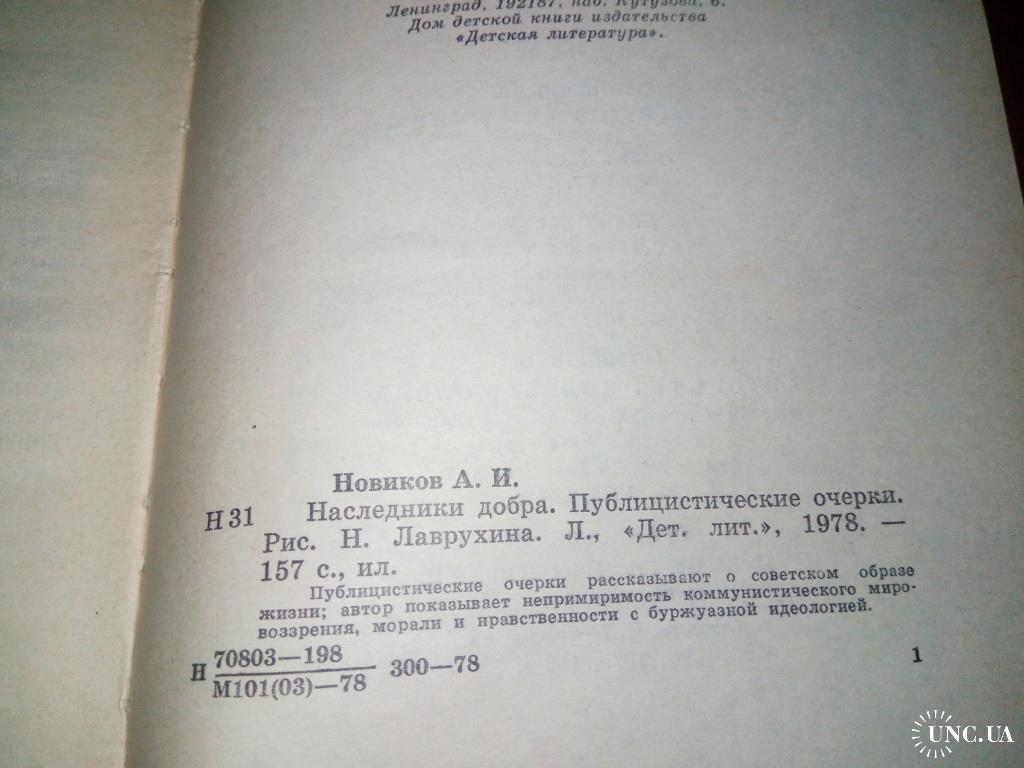 Ленинград, 192187, наб. Кутузова, 6.
Дом детской книги издательства
«Детская литература».
Новиков А. И.
Н 31 Наследники добра. Публицистические очерки.
Рис. Н. Лаврухина. Л., «Дет. лит.», 1978. —
157 с., ил.
Публицистические очерки рассказывают о советском образе
жизни; автор показывает непримиримость коммунистического миро-
воззрения, морали и нравственности с буржуазной идеологией.
Н 70803—198 300—78
М101(03)—78
1
UNC.UA